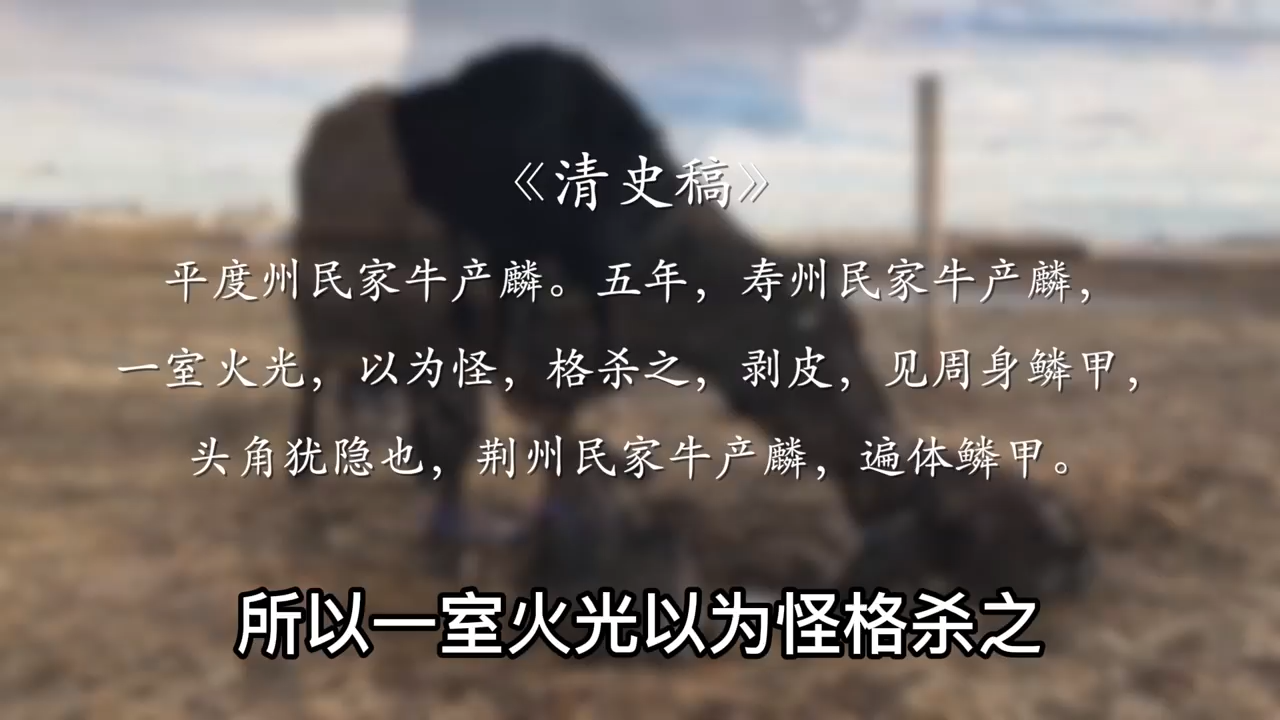 《清史稿》
平度州民家牛产麟。五年，寿州民家牛产麟，
一室火光，以为怪，格杀之，剥皮，见周身鳞甲，
头角犹隐也，荆州民家牛产麟，遍体鳞甲。
所以一室火光以为怪格杀之